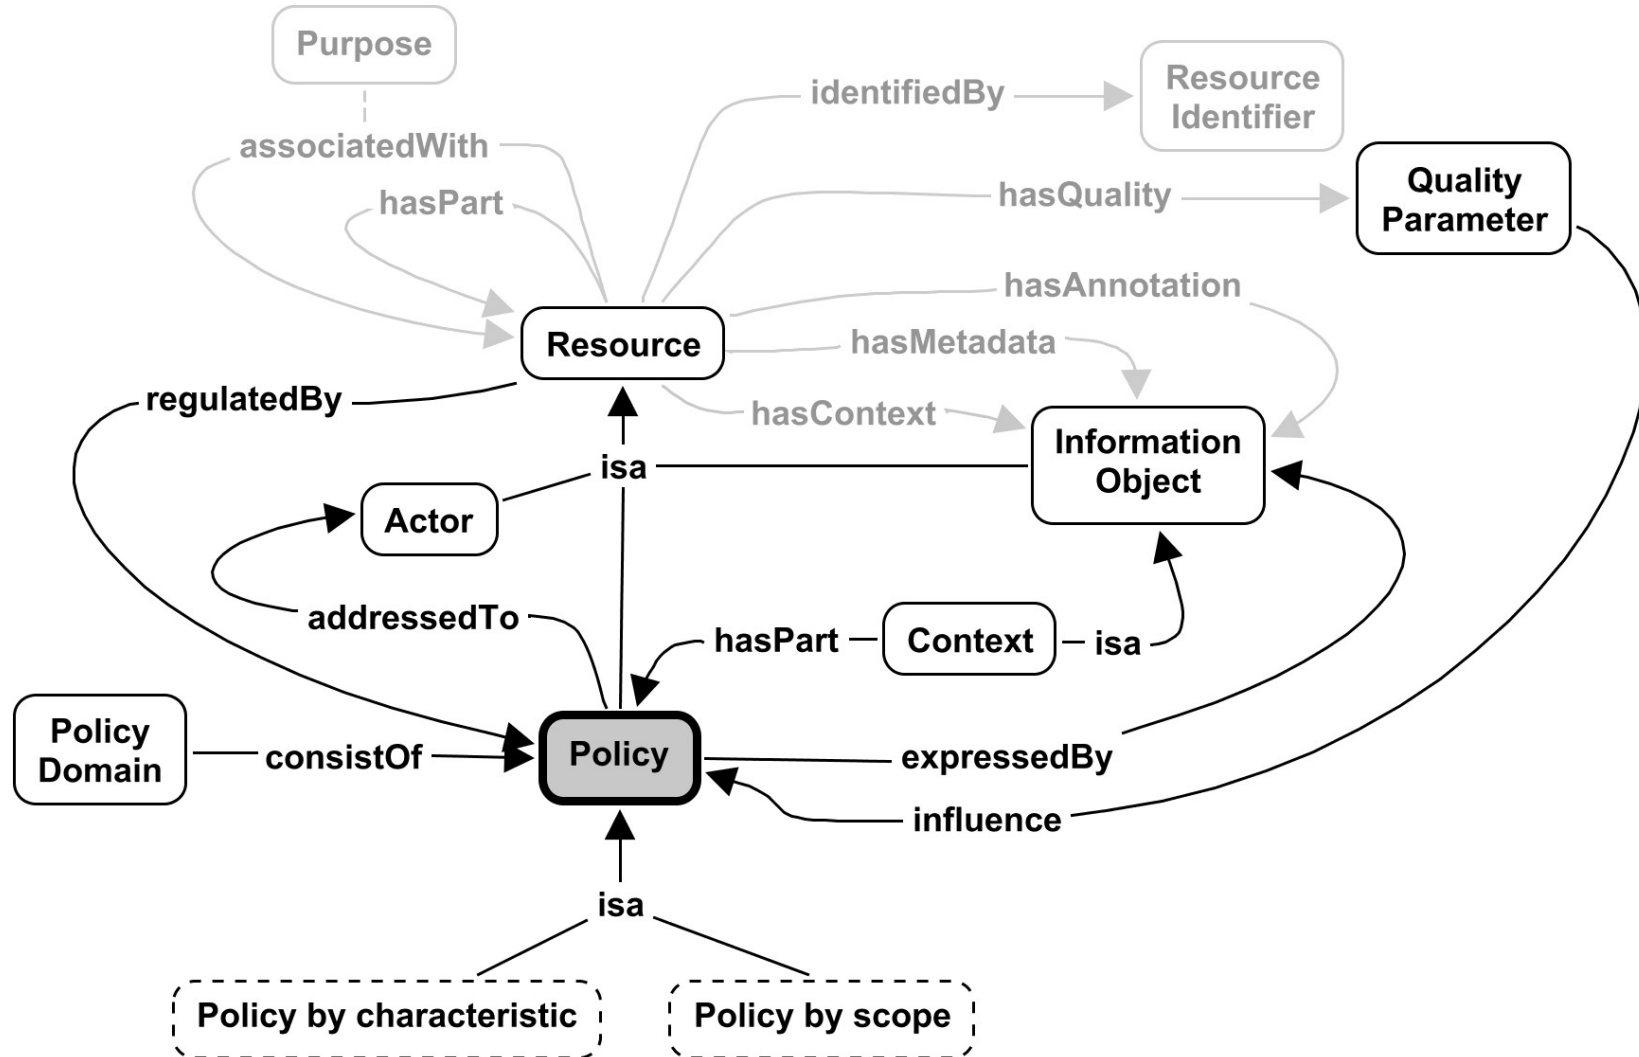 Purpose
identifiedBy
Resource
Identifier
associatedWith
hasPart
hasQuality
Quality
Parameter
hasAnnotation
Resource
hasMetadata
regulatedBy
hasContext
Information
Object
isa
Actor
addressedTo
hasPart
Context
isa
Policy
Domain
consistOf
Policy
expressedBy
influence
isa
Policy by characteristic
Policy by scope